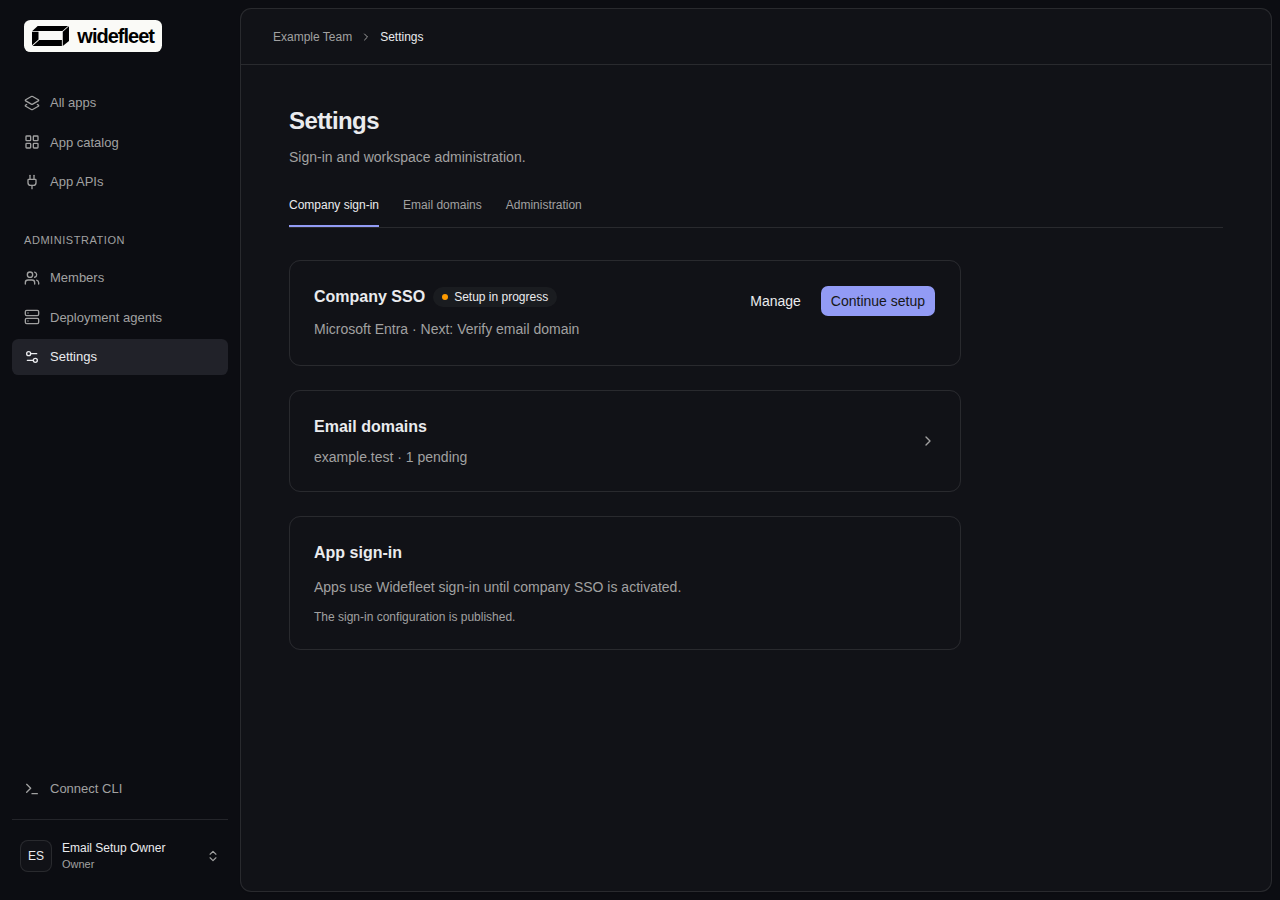 widefleet
All apps
App catalog
App APIs
ADMINISTRATION
Members
Deployment agents
Settings
Connect CLI
ES
Email Setup Owner
Owner
Example Team
Settings
Settings
Sign-in and workspace administration.
Company sign-in
Email domains
Administration
Company SSO
Setup in progress
Microsoft Entra · Next: Verify email domain
Manage
Continue setup
Email domains
example.test · 1 pending
App sign-in
Apps use Widefleet sign-in until company SSO is activated.
The sign-in configuration is published.